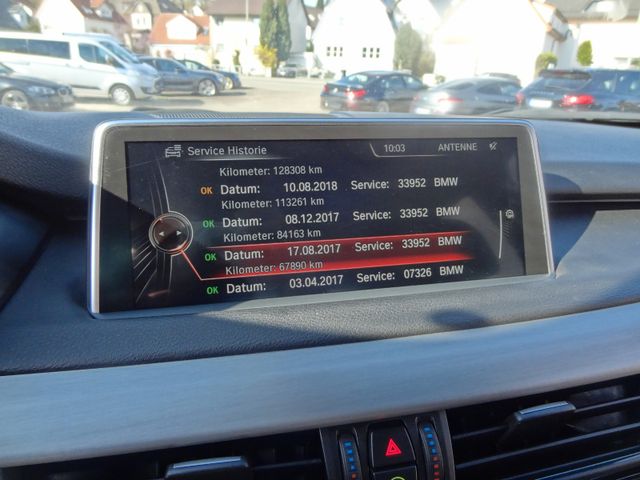 Service Historie 10:03 ANTENNE
Kilometer: 128308 km
OK Datum: 10.08.2018 Service: 33952 BMW
Kilometer: 113261 km
OK Datum: 08.12.2017 Service: 33952 BMW
Kilometer: 84163 km
OK Datum: 17.08.2017 Service: 33952 BMW
Kilometer: 67890 km
OK Datum: 03.04.2017 Service: 07326 BMW